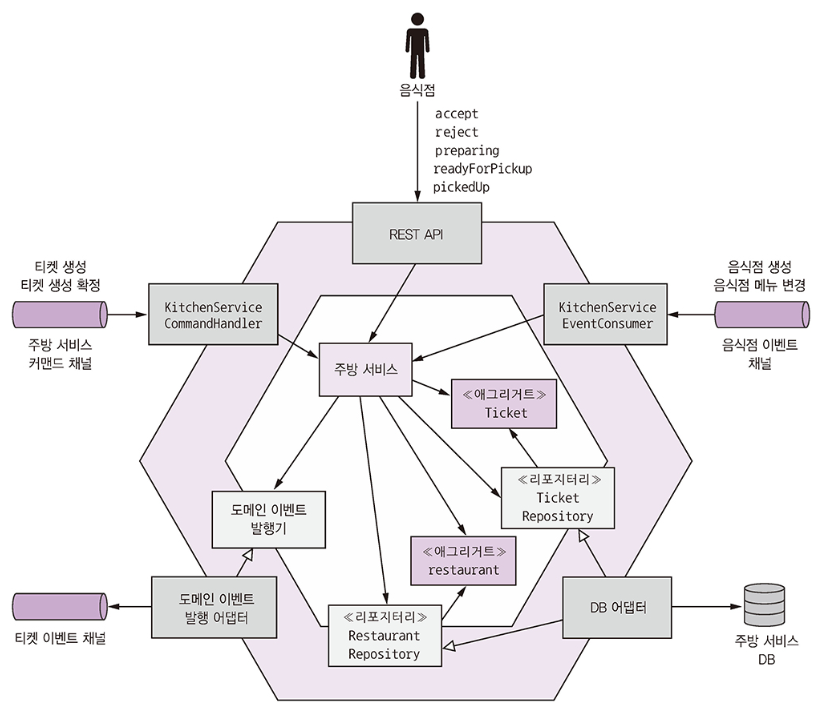 음식점
accept
reject
preparing
readyForPickup
pickedUp
REST API
티켓 생성
티켓 생성 확정
주방 서비스
커맨드 채널
KitchenService
CommandHandler
KitchenService
EventConsumer
음식점 생성
음식점 메뉴 변경
음식점 이벤트
채널
주방 서비스
≪애그리거트≫
Ticket
≪리포지터리≫
Ticket
Repository
도메인 이벤트
발행기
≪애그리거트≫
restaurant
티켓 이벤트 채널
도메인 이벤트
발행 어댑터
≪리포지터리≫
Restaurant
Repository
DB 어댑터
주방 서비스
DB